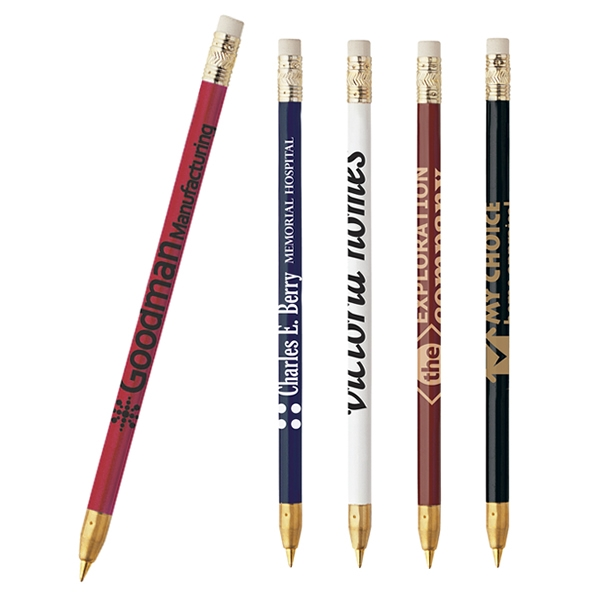 Goodman
Manufacturing
Charles E. Berry
MEMORIAL HOSPITAL
Victoria homes
the
EXPLORATION
company
MY CHOICE